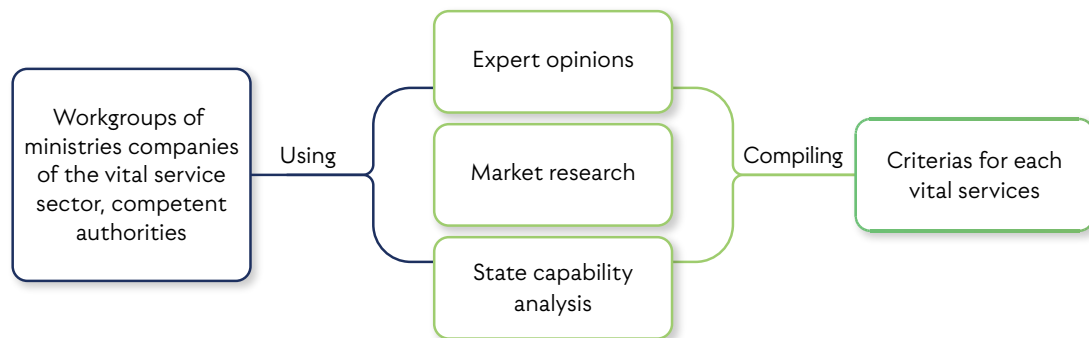 Workgroups of
ministries companies
of the vital service
sector, competent
authorities
Using
Expert opinions
Market research
State capability
analysis
Compiling
Criterias for each
vital services